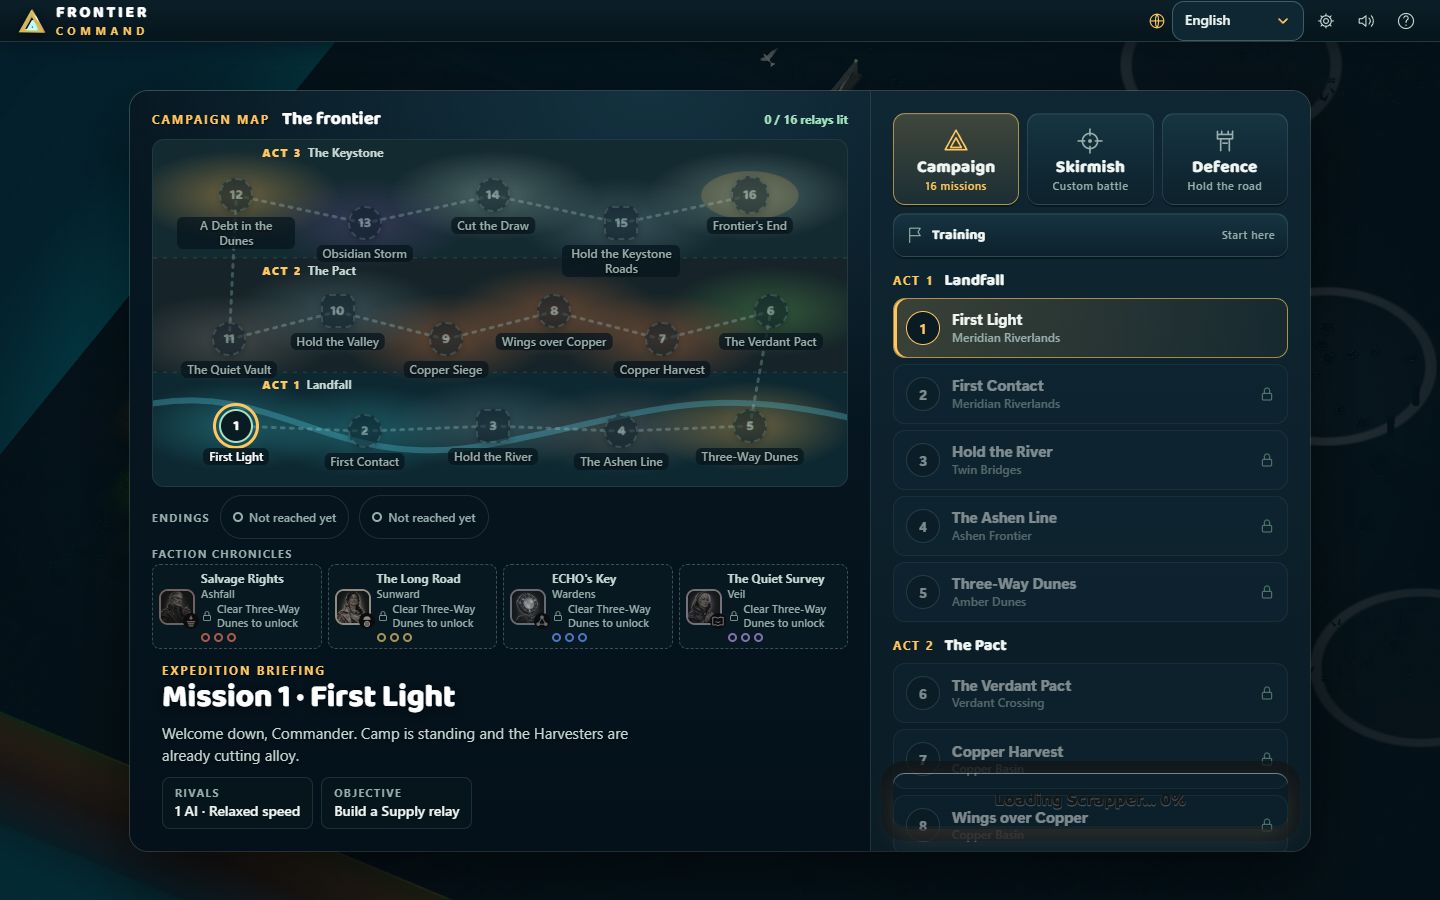 FRONTIER
COMMAND
English
CAMPAIGN MAP The frontier
0 / 16 relays lit
ACT 3 The Keystone
12
A Debt in the
Dunes
13
Obsidian Storm
14
Cut the Draw
15
Hold the Keystone
Roads
16
Frontier's End
ACT 2 The Pact
11
The Quiet Vault
10
Hold the Valley
9
Copper Siege
8
Wings over Copper
7
Copper Harvest
6
The Verdant Pact
ACT 1 Landfall
1
First Light
2
First Contact
3
Hold the River
4
The Ashen Line
5
Three-Way Dunes
ENDINGS
Not reached yet
Not reached yet
FACTION CHRONICLES
Salvage Rights
Ashfall
Clear Three-Way
Dunes to unlock
The Long Road
Sunward
Clear Three-Way
Dunes to unlock
ECHO's Key
Wardens
Clear Three-Way
Dunes to unlock
The Quiet Survey
Veil
Clear Three-Way
Dunes to unlock
EXPEDITION BRIEFING
Mission 1 · First Light
Welcome down, Commander. Camp is standing and the Harvesters are
already cutting alloy.
RIVALS
1 AI · Relaxed speed
OBJECTIVE
Build a Supply relay
Campaign
16 missions
Skirmish
Custom battle
Defence
Hold the road
Training
Start here
ACT 1 Landfall
1
First Light
Meridian Riverlands
2
First Contact
Meridian Riverlands
3
Hold the River
Twin Bridges
4
The Ashen Line
Ashen Frontier
5
Three-Way Dunes
Amber Dunes
ACT 2 The Pact
6
The Verdant Pact
Verdant Crossing
7
Copper Harvest
Copper Basin
Loading Scrapper... 0%
8
Wings over Copper
Copper Basin